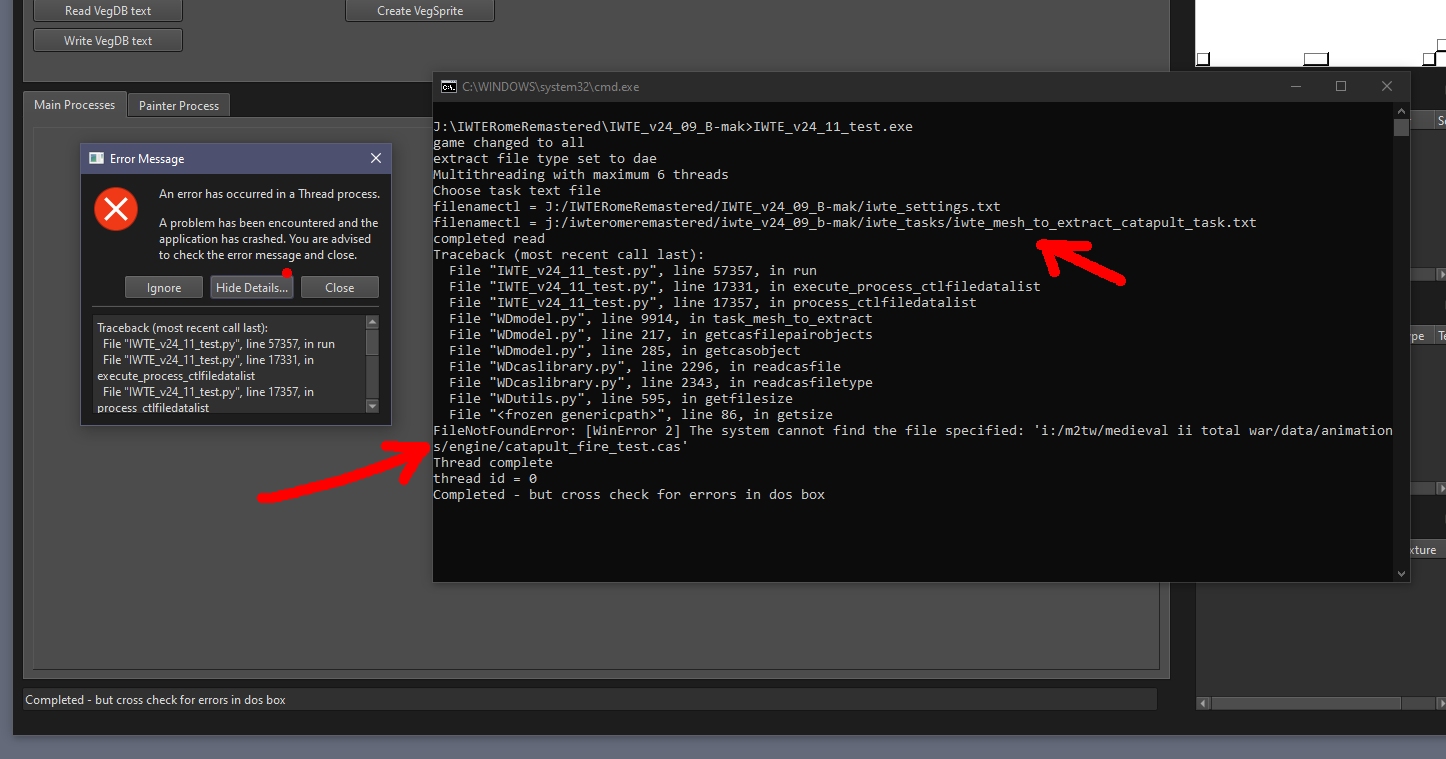 Read VegDB text
Create VegSprite
Write VegDB text
Main Processes
Painter Process
C:\WINDOWS\system32\cmd.exe
Error Message
An error has occurred in a Thread process.
A problem has been encountered and the
application has crashed. You are advised
to check the error message and close.
Ignore
Hide Details...
Close
Traceback (most recent call last):
File "IWTE_v24_11_test.py", line 57357, in run
File "IWTE_v24_11_test.py", line 17331, in
execute_process_ctlfiledatalist
File "IWTE_v24_11_test.py", line 17357, in
process_ctlfiledatalist
J:\IWTERomeRemastered\IWTE_v24_09_B-mak>IWTE_v24_11_test.exe
game changed to all
extract file type set to dae
Multithreading with maximum 6 threads
Choose task text file
filenamectl = J:/IWTERomeRemastered/IWTE_v24_09_B-mak/iwte_settings.txt
filenamectl = j:/iwteromeremastered/iwte_v24_09_b-mak/iwte_tasks/iwte_mesh_to_extract_catapult_task.txt
completed read
Traceback (most recent call last):
File "IWTE_v24_11_test.py", line 57357, in run
File "IWTE_v24_11_test.py", line 17331, in execute_process_ctlfiledatalist
File "IWTE_v24_11_test.py", line 17357, in process_ctlfiledatalist
File "WDmodel.py", line 9914, in task_mesh_to_extract
File "WDmodel.py", line 217, in getcasfilepairobjects
File "WDmodel.py", line 285, in getcasobject
File "WDcaslibrary.py", line 2296, in readcasfile
File "WDcaslibrary.py", line 2343, in readcasfiletype
File "WDutils.py", line 595, in getfilesize
File "<frozen genericpath>", line 86, in getsize
FileNotFoundError: [WinError 2] The system cannot find the file specified: 'i:/m2tw/medieval ii total war/data/animation
s/engine/catapult_fire_test.cas'
Thread complete
thread id = 0
Completed - but cross check for errors in dos box
Completed - but cross check for errors in dos box